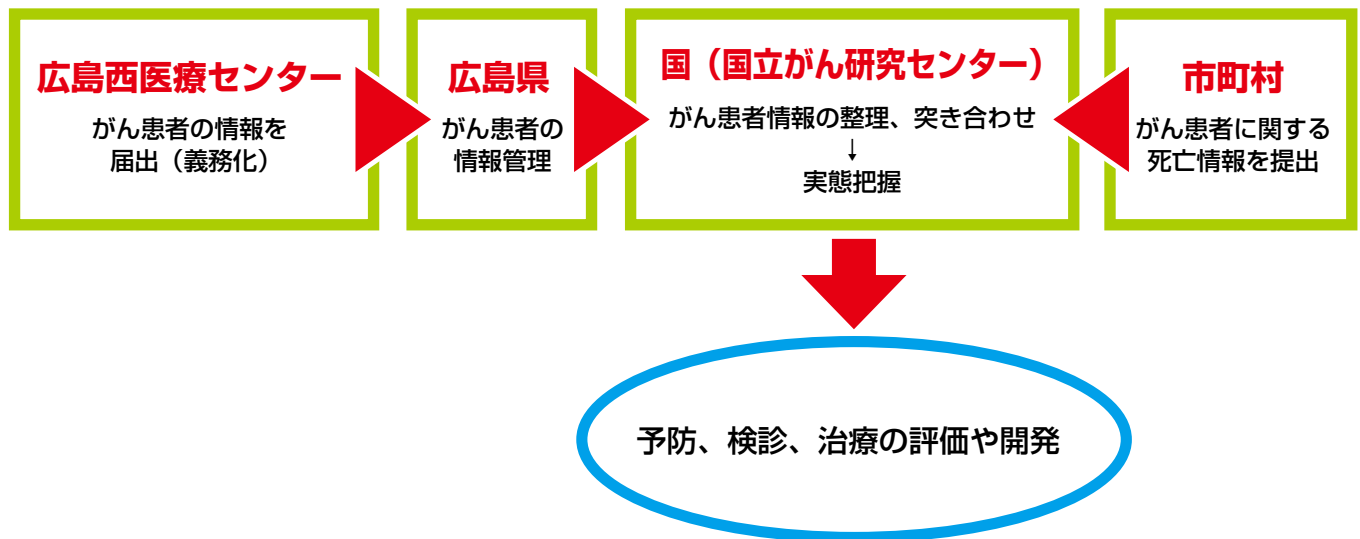 広島西医療センター
がん患者の情報を
届出（義務化）
広島県
がん患者の
情報管理
国（国立がん研究センター）
がん患者情報の整理、突き合わせ
↓
実態把握
市町村
がん患者に関する
死亡情報を提出
予防、検診、治療の評価や開発